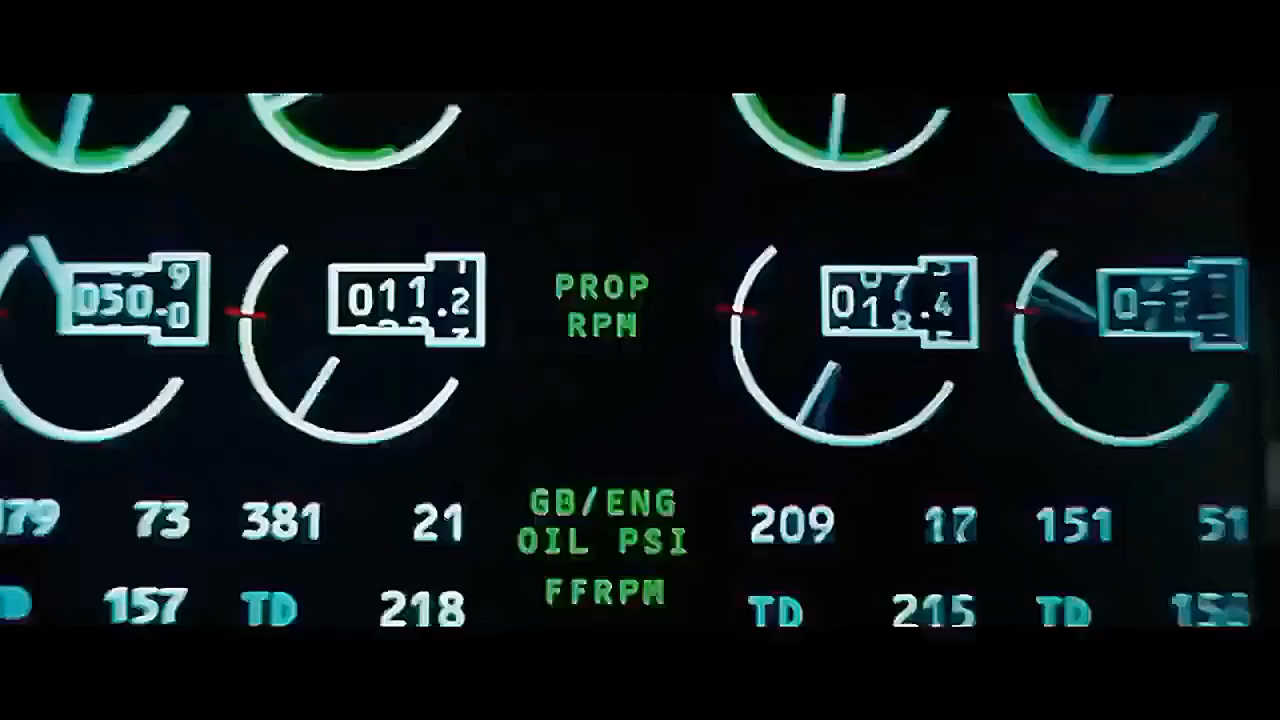 050.0
011.2
PROP
RPM
73 381 21
GB/ENG
OIL PSI
209 17 151 51
157 TD 218
FFRPM
TD 215 TD